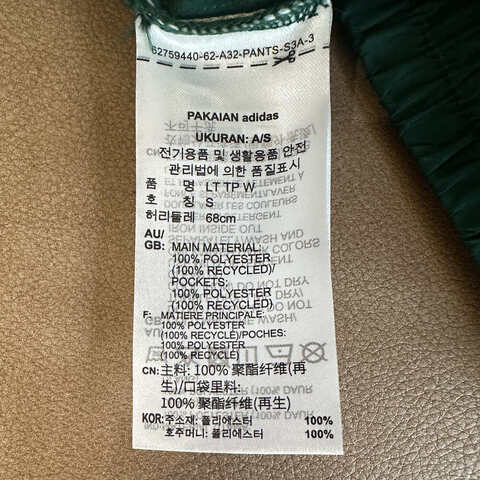 62759440-62-A32-PANTS-S3A-3
PAKAIAN adidas
UKURAN: A/S
전기용품 및 생활용품 안전
관리법에 의한 품질표시
품 명 LT TP W
호 칭 S
허리둘레 68cm
AU/
GB: MAIN MATERIAL:
100% POLYESTER
(100% RECYCLED)/
POCKETS:
100% POLYESTER
(100% RECYCLED)
F: MATIERE PRINCIPALE:
100% POLYESTER
(100% RECYCLÉ)/POCHES:
100% POLYESTER
(100% RECYCLÉ)
CN: 主料: 100% 聚酯纤维(再
生)/口袋里料:
100% 聚酯纤维(再生)
KOR: 주소재: 폴리에스터 100%
호주머니: 폴리에스터 100%